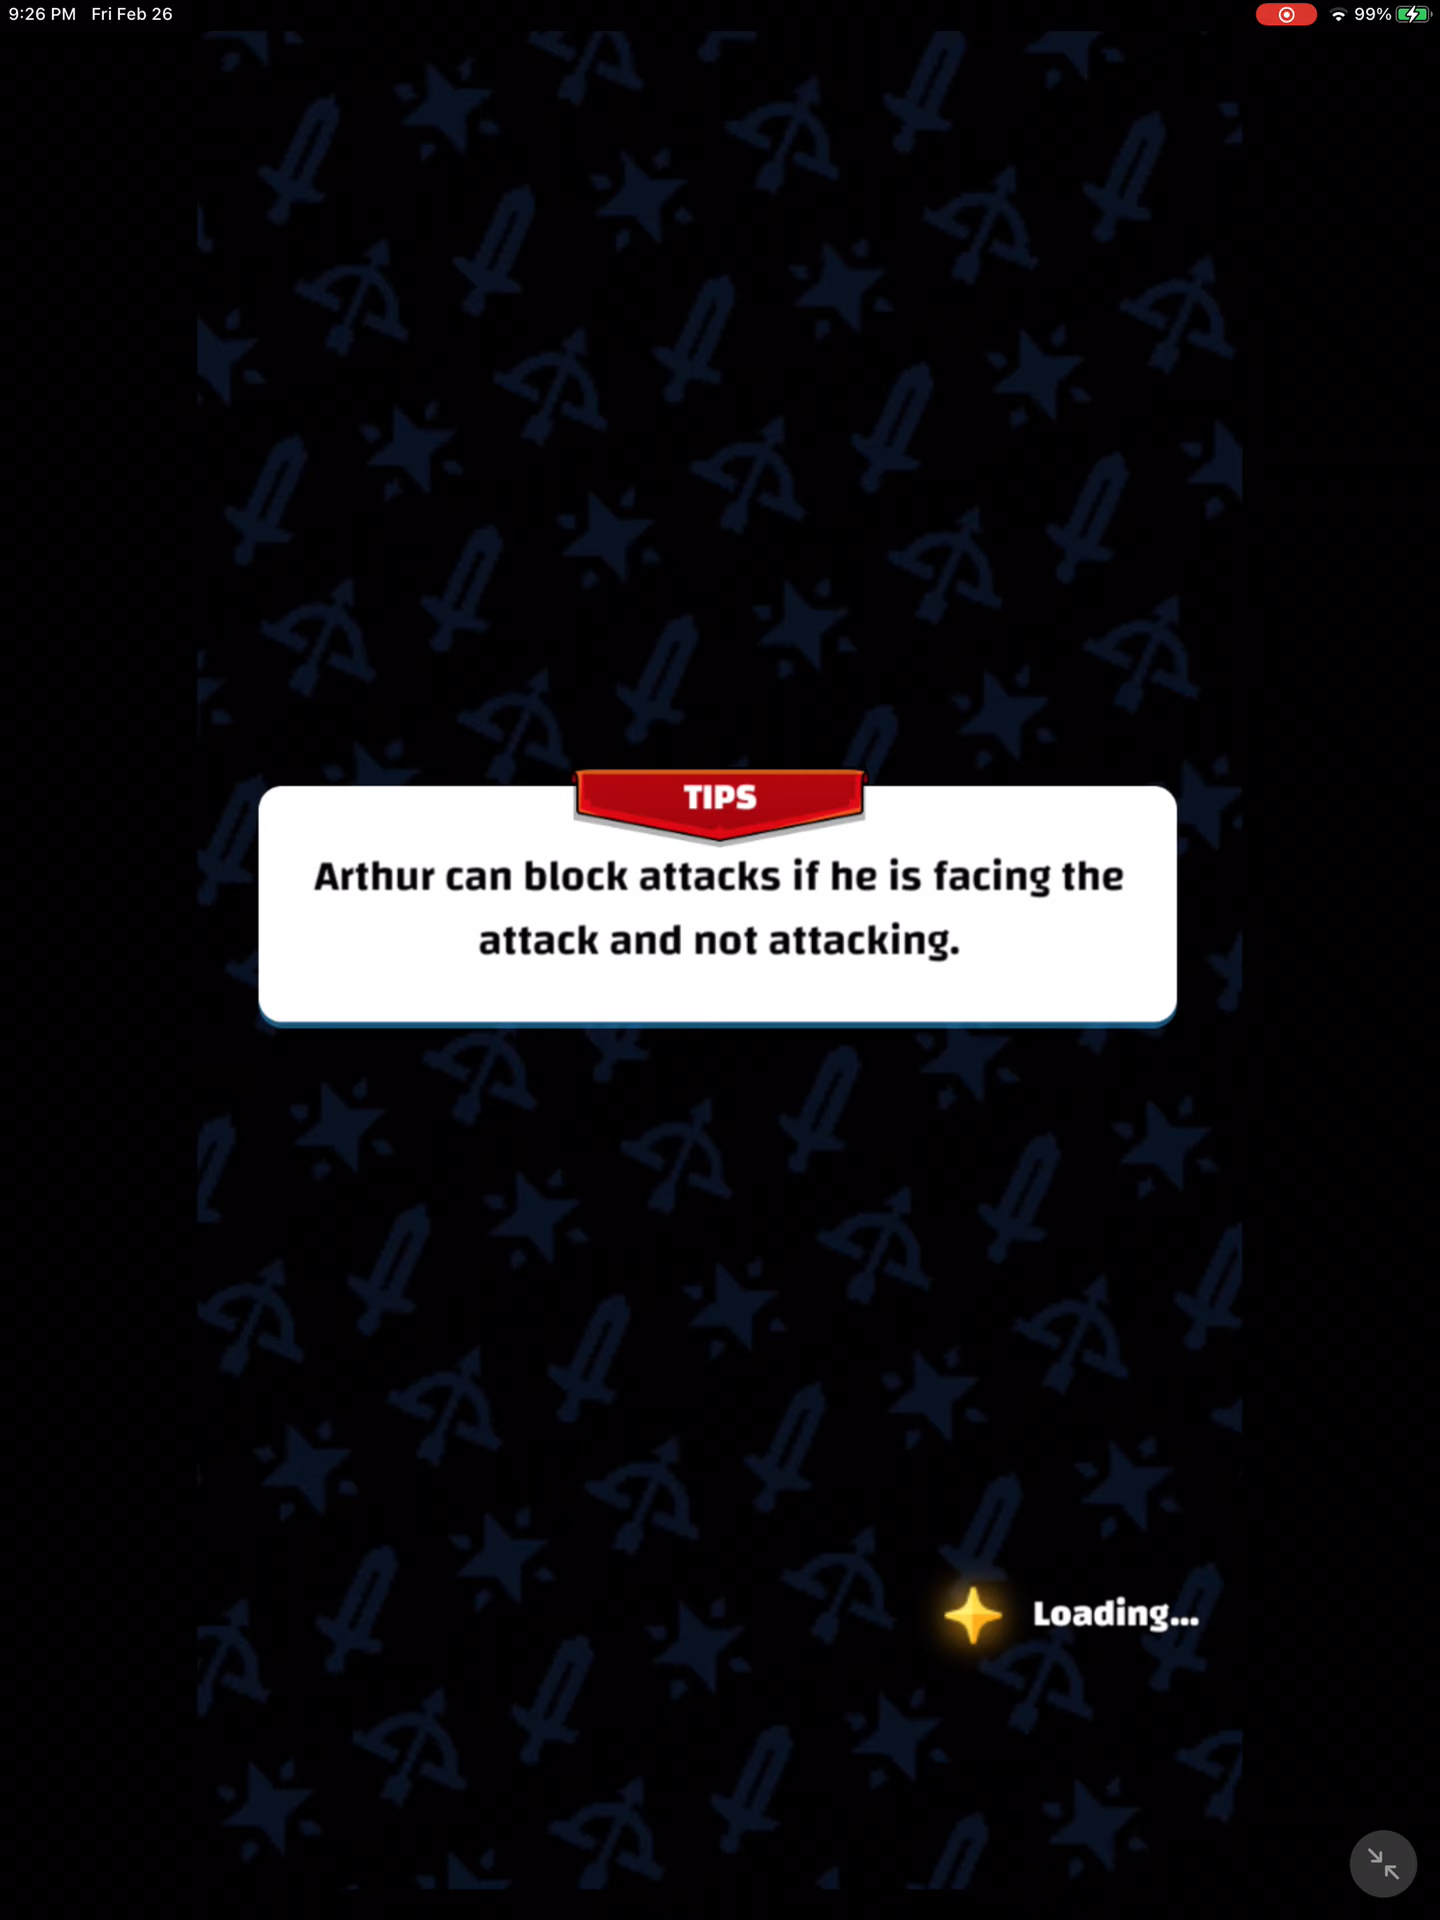 9:26 PM Fri Feb 26
99%
TIPS
Arthur can block attacks if he is facing the
attack and not attacking.
Loading...